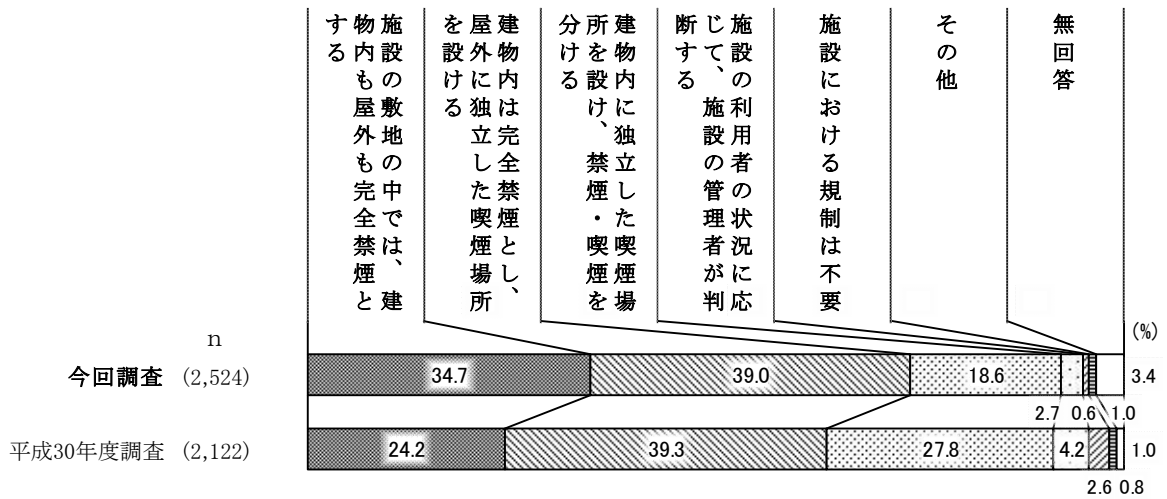 施設の敷地の中では、建
物内も屋外も完全禁煙と
する
建物内は完全禁煙とし、
屋外に独立した喫煙場所
を設ける
建物内に独立した喫煙場
所を設け、禁煙・喫煙を
分ける
施設の利用者の状況に応
じて、施設の管理者が判
断する
施設における規制は不要
その他
無回答
(%)
n
今回調査 (2,524) 34.7 39.0 18.6 3.4
2.7 0.6 1.0
平成30年度調査 (2,122) 24.2 39.3 27.8 4.2 1.0
2.6 0.8